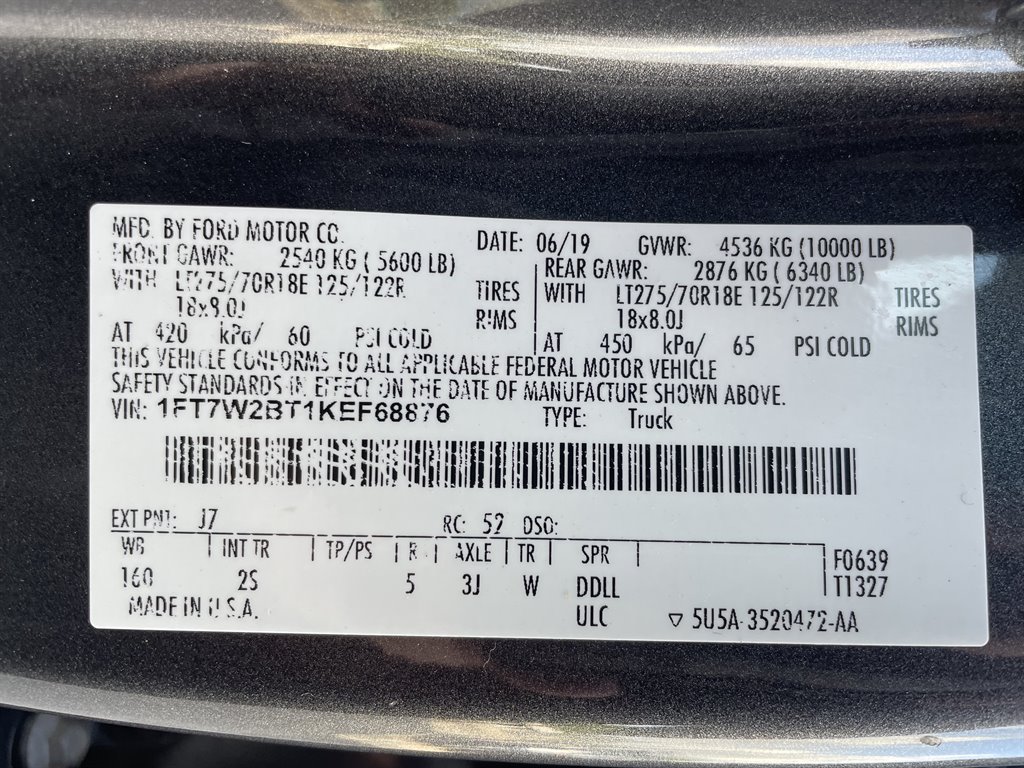 MFD. BY FORD MOTOR CO.
DATE: 06/19 GVWR: 4536 KG (10000 LB)
FRONT GAWR: 2540 KG ( 5600 LB)
REAR GAWR: 2876 KG ( 6340 LB)
WITH LT275/70R18E 125/122R TIRES
WITH LT275/70R18E 125/122R TIRES
18x8.0J RIMS
18x8.0J RIMS
AT 420 kPa/ 60 PSI COLD
AT 450 kPa/ 65 PSI COLD
THIS VEHICLE CONFORMS TO ALL APPLICABLE FEDERAL MOTOR VEHICLE
SAFETY STANDARDS IN EFFECT ON THE DATE OF MANUFACTURE SHOWN ABOVE.
VIN: 1FT7W2BT1KEF68876 TYPE: Truck
EXT PNT: J7 RC: 52 DSO:
WB | INT TR | TP/PS | R | AXLE | TR | SPR |
F0639
160 2S 5 3J W DDLL
T1327
MADE IN U.S.A. ULC ▽ 5U5A-3520472-AA